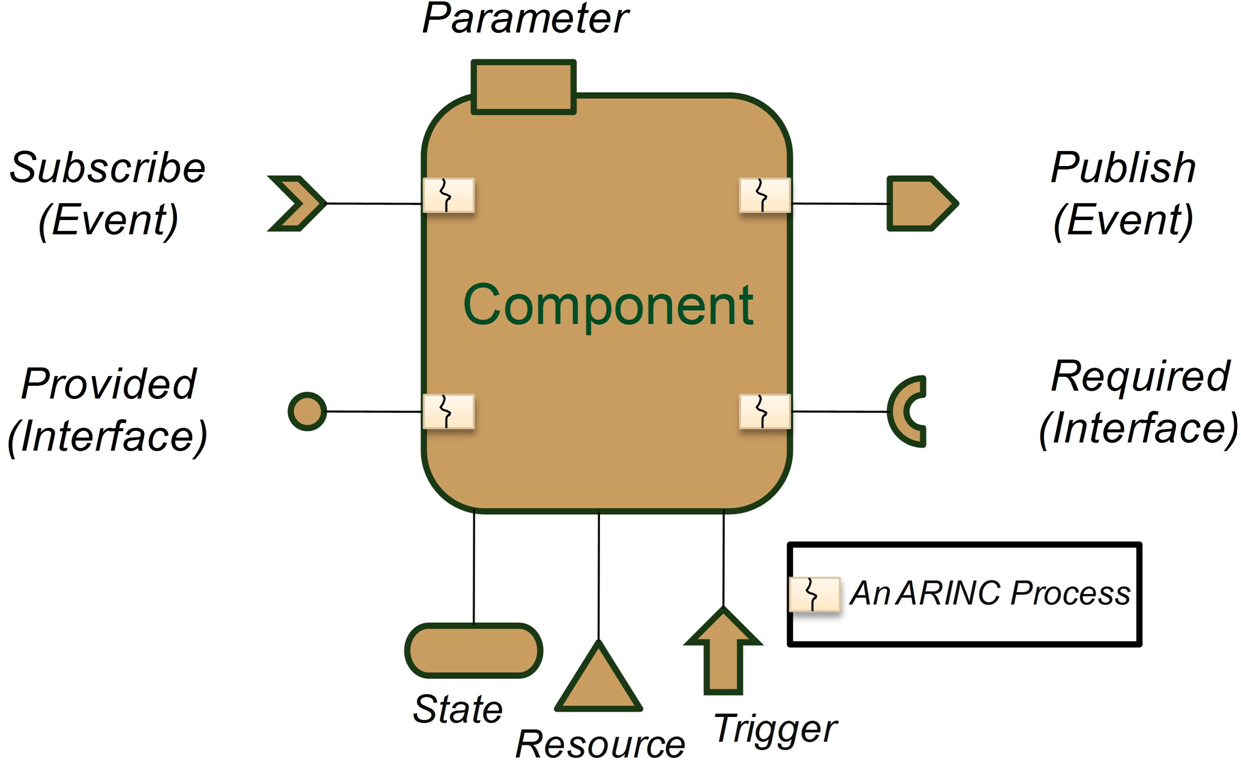 Parameter
Subscribe
(Event)
Publish
(Event)
Component
Provided
(Interface)
Required
(Interface)
An ARINC Process
State
Resource
Trigger